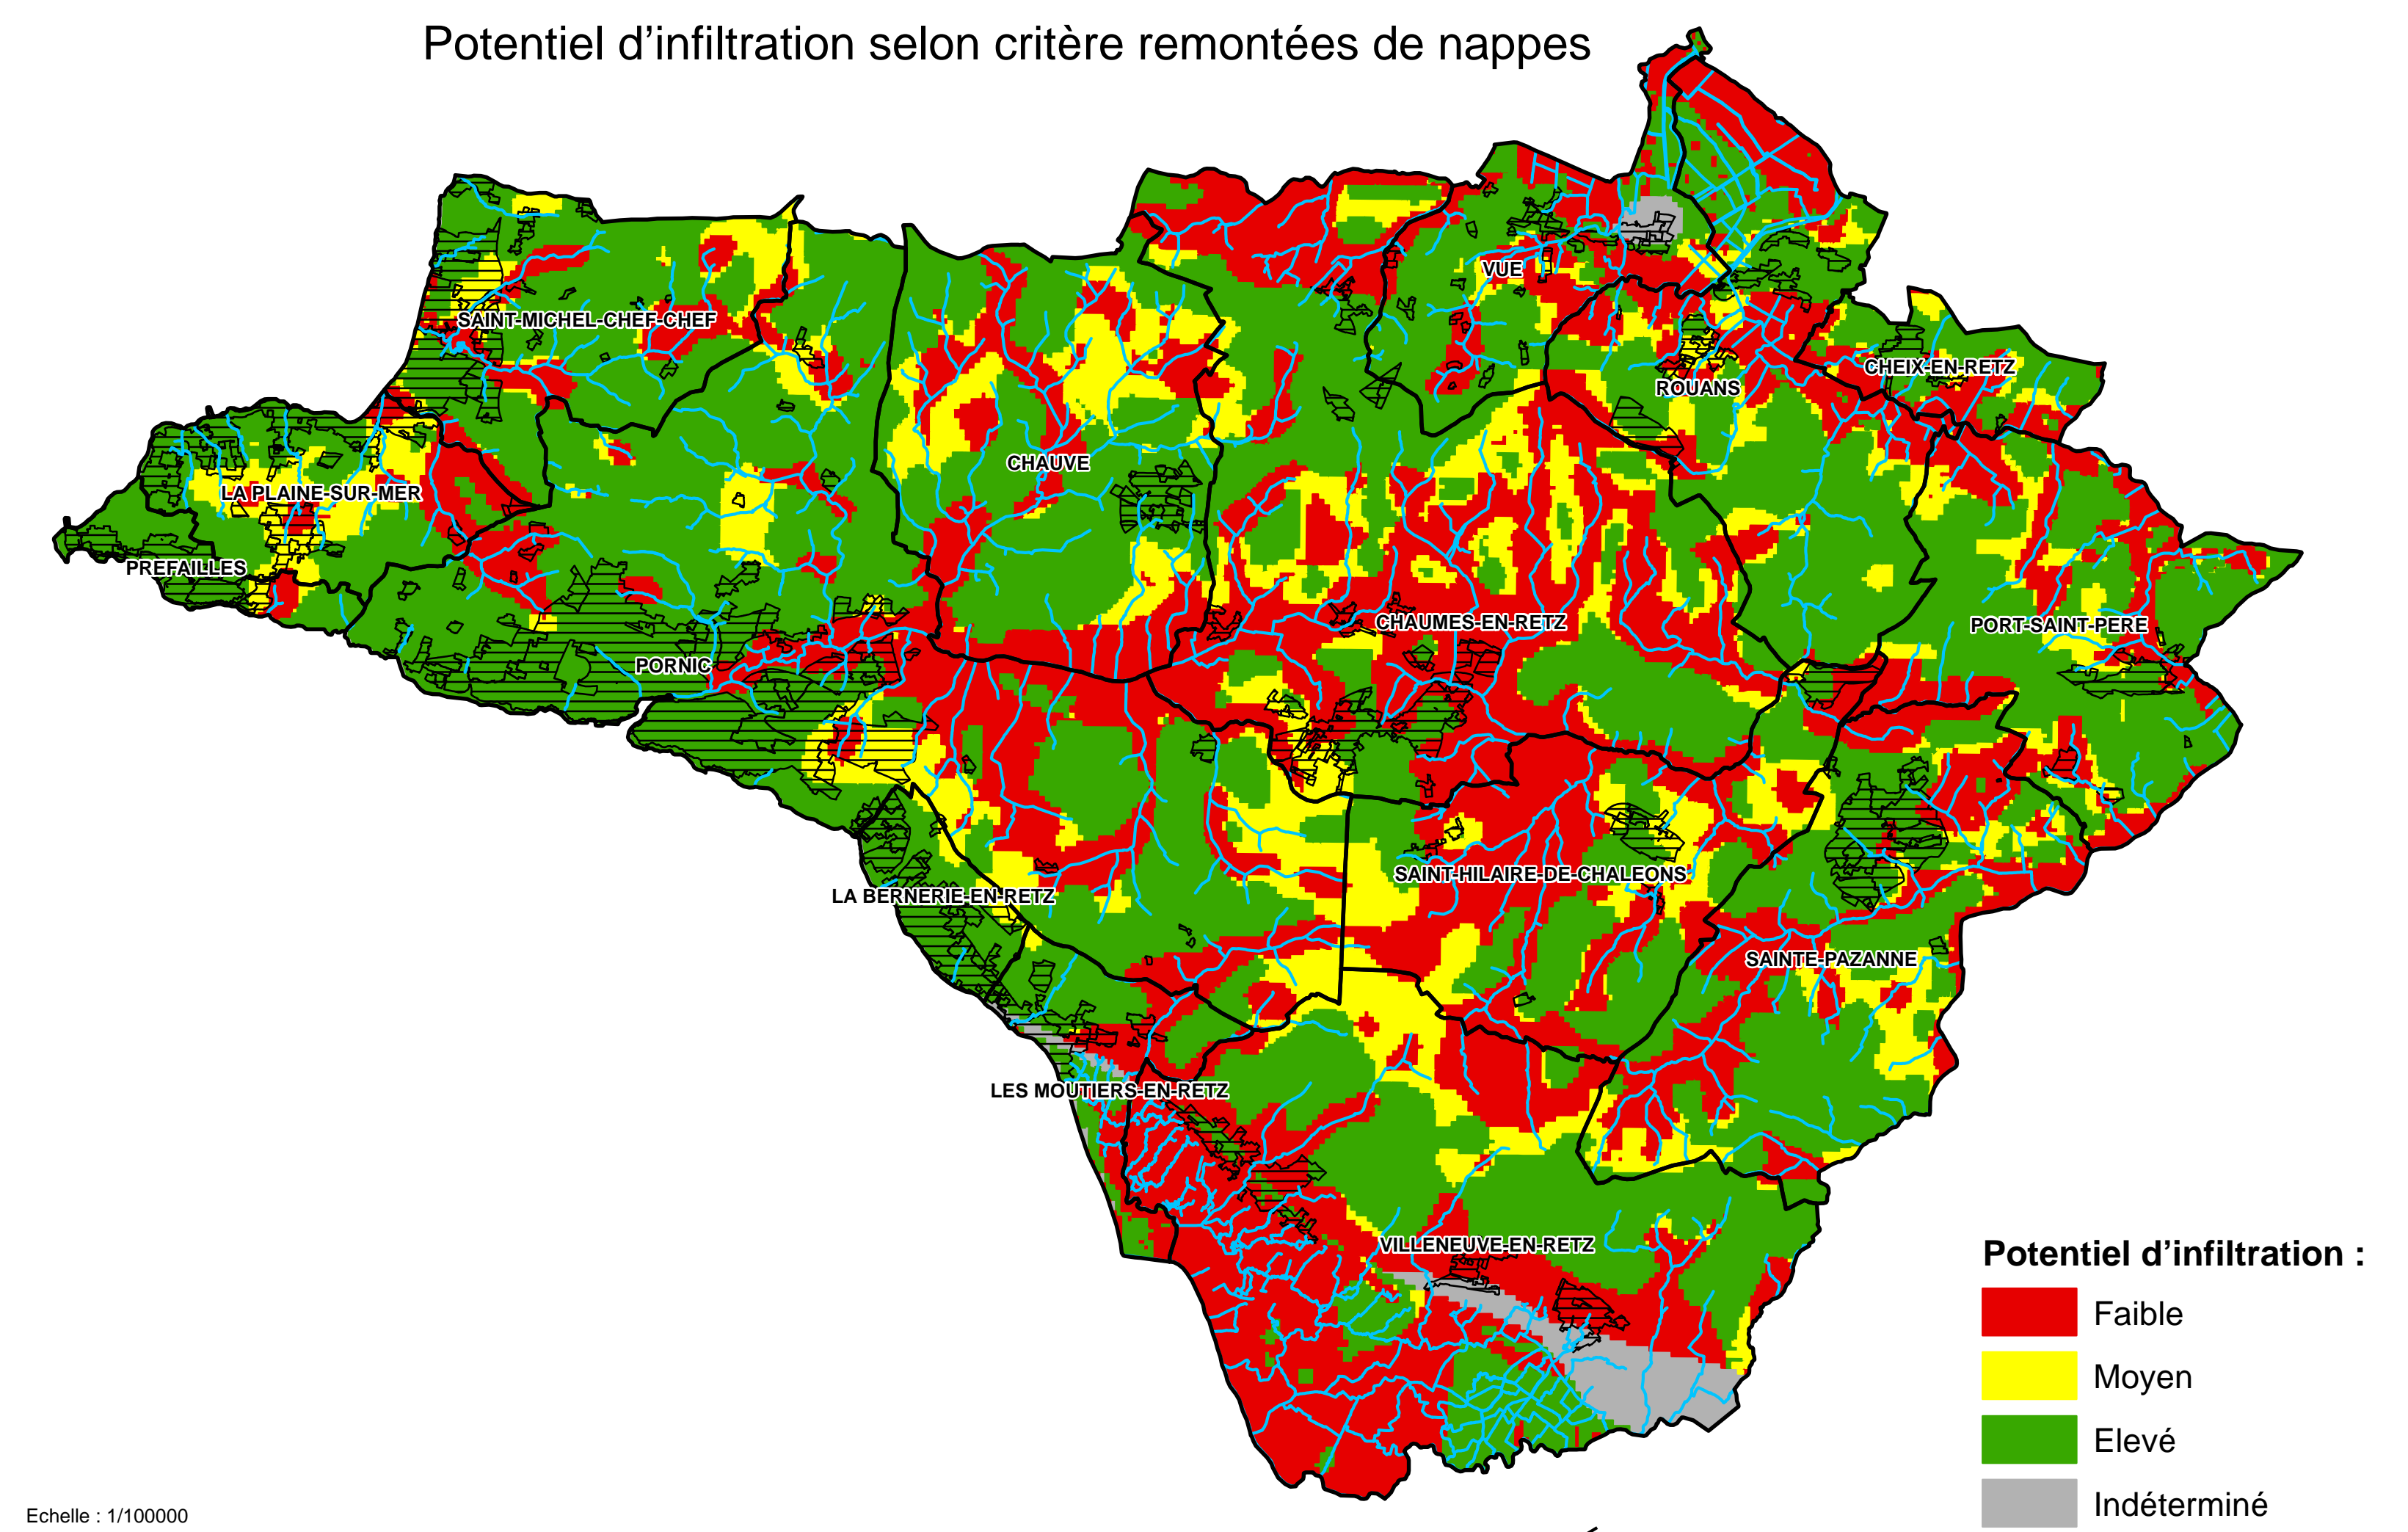 Potentiel d’infiltration selon critère remontées de nappes
VUE
SAINT-MICHEL-CHEF-CHEF
CHEIX-EN-RETZ
ROUANS
CHAUVE
LA PLAINE-SUR-MER
PREFAILLES
CHAUMES-EN-RETZ
PORT-SAINT-PERE
PORNIC
SAINT-HILAIRE-DE-CHALEONS
LA BERNERIE-EN-RETZ
SAINTE-PAZANNE
LES MOUTIERS-EN-RETZ
VILLENEUVE-EN-RETZ
Potentiel d’infiltration :
Faible
Moyen
Elevé
Indéterminé
Echelle : 1/100000